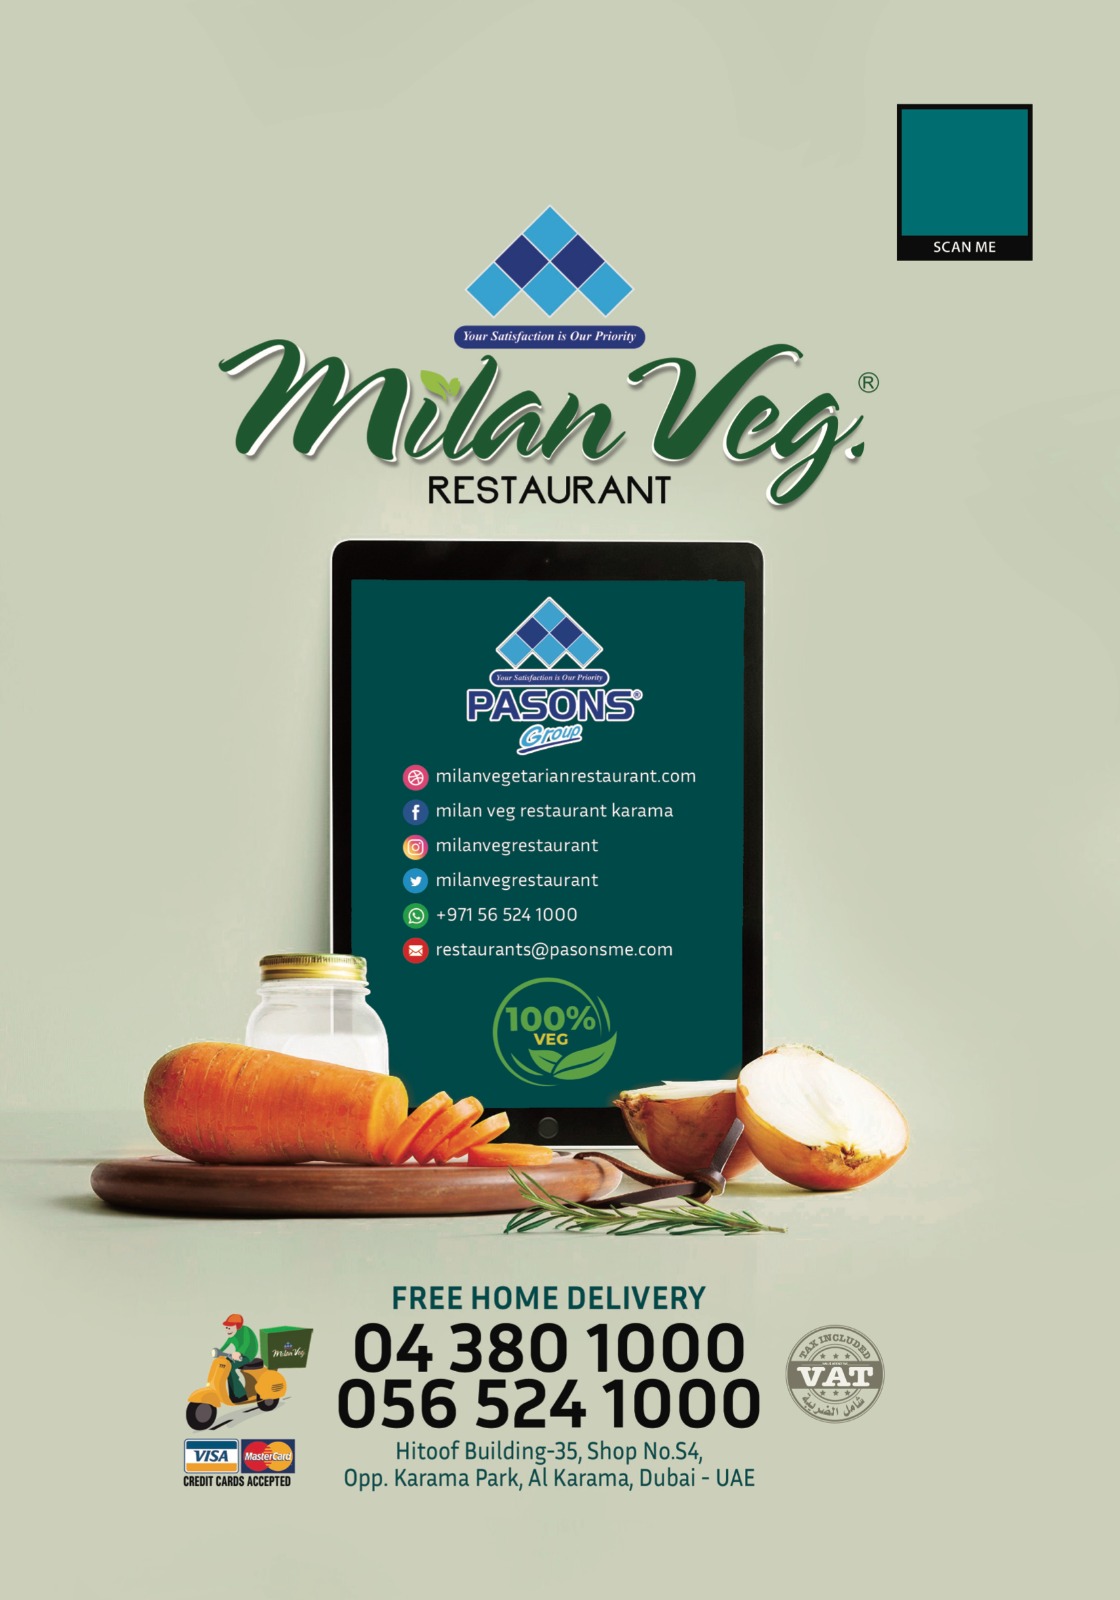 SCAN ME
Your Satisfaction is Our Priority
Milan Veg.®
RESTAURANT
Your Satisfaction is Our Priority
PASONS®
Group
milanvegetarianrestaurant.com
milan veg restaurant karama
milanvegrestaurant
milanvegrestaurant
+971 56 524 1000
restaurants@pasonsme.com
100%
VEG
FREE HOME DELIVERY
04 380 1000
056 524 1000
Milan Veg
TAX INCLUDED
VAT
شامل الضريبة
VISA
MasterCard
CREDIT CARDS ACCEPTED
Hitoof Building-35, Shop No.S4,
Opp. Karama Park, Al Karama, Dubai - UAE